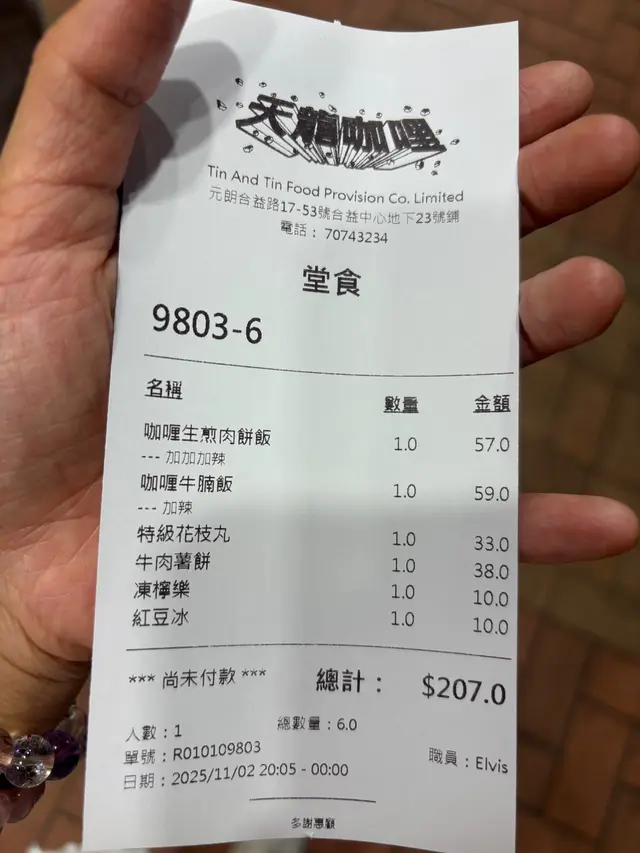 天龍咖喱
Tin And Tin Food Provision Co. Limited
元朗合益路17-53號合益中心地下23號鋪
電話： 70743234
堂食
9803-6
名稱 數量 金額
咖喱生煎肉餅飯 1.0 57.0
--- 加加加辣
咖喱牛腩飯 1.0 59.0
--- 加辣
特級花枝丸 1.0 33.0
牛肉薯餅 1.0 38.0
凍檸樂 1.0 10.0
紅豆冰 1.0 10.0
*** 尚未付款 *** 總計： $207.0
人數：1 總數量：6.0
單號：R010109803 職員：Elvis
日期：2025/11/02 20:05 - 00:00
多謝惠顧